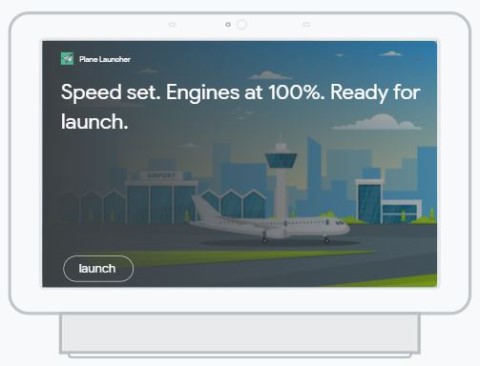 Plane Launcher
Speed set. Engines at 100%. Ready for
launch.
AIRPORT
launch